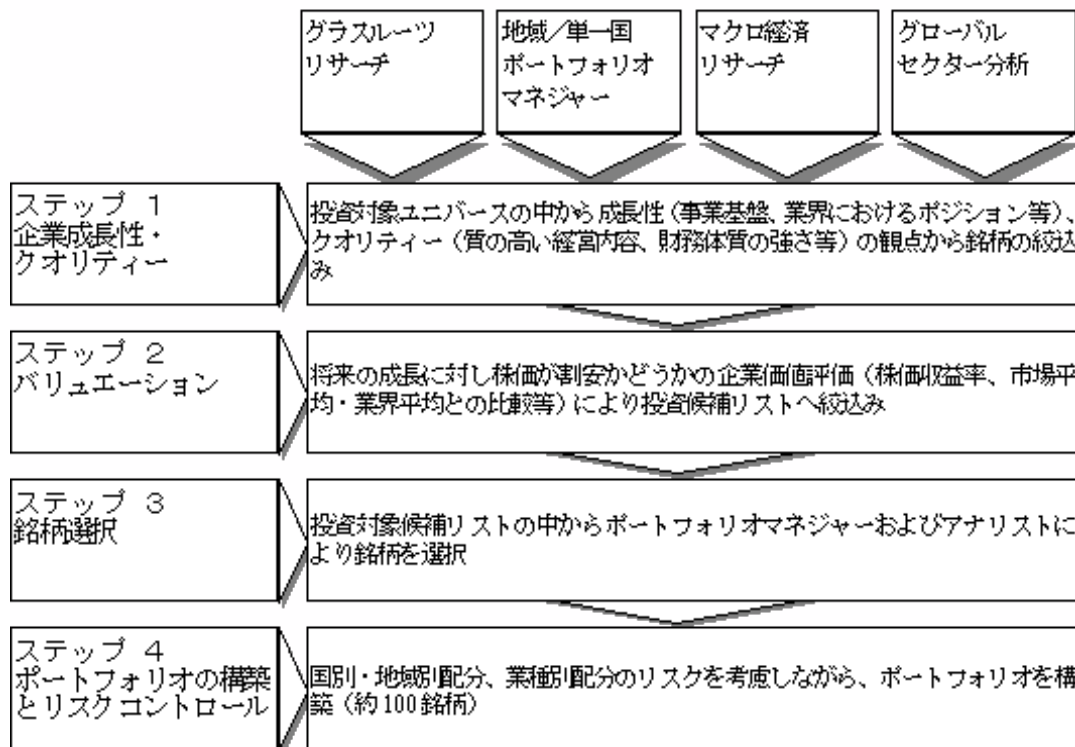 グラスルーツ
リサーチ
地域／単一国
ポートフォリオ
マネジャー
マクロ経済
リサーチ
グローバル
セクター分析
ステップ １
企業成長性・
クオリティー
投資対象ユニバースの中から成長性（事業基盤、業界におけるポジション等）、
クオリティー（質の高い経営内容、財務体質の強さ等）の観点から銘柄の絞込
み
ステップ ２
バリュエーション
将来の成長に対し株価が割安かどうかの企業価値評価（株価収益率、市場平
均・業界平均との比較等）により投資候補リストへ絞込み
ステップ ３
銘柄選択
投資対象候補リストの中からポートフォリオマネジャーおよびアナリストに
より銘柄を選択
ステップ ４
ポートフォリオの構築
とリスクコントロール
国別・地域別配分、業種別配分のリスクを考慮しながら、ポートフォリオを構
築（約100銘柄）